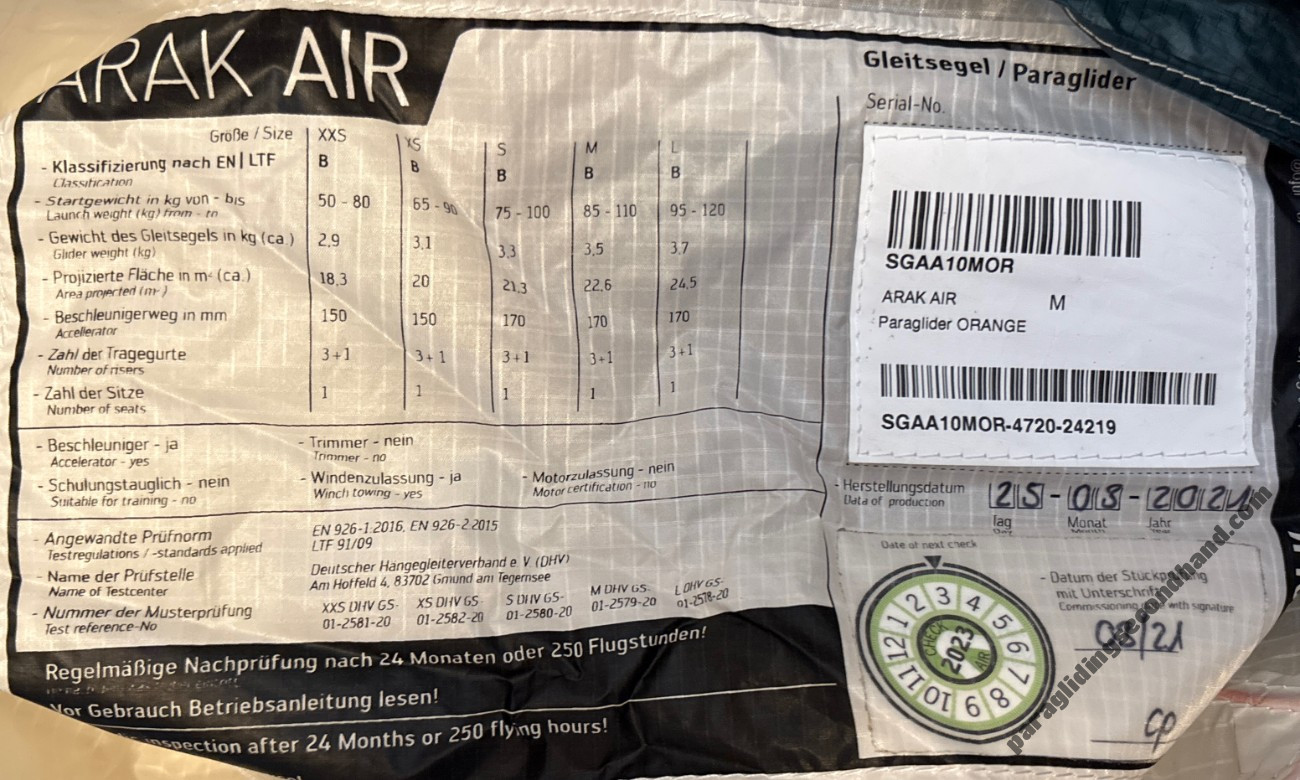 ARAK AIR
Größe / Size XXS XS S M L
- Klassifizierung nach EN|LTF B B B B B
Classification
- Startgewicht in kg von - bis 50 - 80 65 - 90 75 - 100 85 - 110 95 - 120
Launch weight (kg) from - to
- Gewicht des Gleitsegels in kg (ca.) 2,9 3,1 3,3 3,5 3,7
Glider weight (kg)
- Projizierte Fläche in m² (ca.) 18,3 20 21,3 22,6 24,5
Area projected (m²)
- Beschleunigerweg in mm 150 150 170 170 170
Accellerator
- Zahl der Tragegurte 3+1 3+1 3+1 3+1 3+1
Number of risers
- Zahl der Sitze 1 1 1 1 1
Number of seats
- Beschleuniger - ja - Trimmer - nein
Accelerator - yes Trimmer - no
- Schulungstauglich - nein - Windenzulassung - ja - Motorzulassung - nein
Suitable for training - no Winch towing - yes Motor certification - no
- Angewandte Prüfnorm EN 926-1:2016, EN 926-2:2015
Testregulations / -standards applied LTF 91/09
- Name der Prüfstelle Deutscher Hängegleiterverband e.V. (DHV)
Name of Testcenter Am Hoffeld 4, 83702 Gmund am Tegernsee
- Nummer der Musterprüfung XXS DHV GS- XS DHV GS- S DHV GS- M DHV GS- L DHV GS-
Test reference-No 01-2581-20 01-2582-20 01-2580-20 01-2579-20 01-2578-20
Regelmäßige Nachprüfung nach 24 Monaten oder 250 Flugstunden!
Vor Gebrauch Betriebsanleitung lesen!
inspection after 24 Months or 250 flying hours!
Gleitsegel / Paraglider
Serial-No.
SGAA10MOR
ARAK AIR M
Paraglider ORANGE
SGAA10MOR-4720-24219
- Herstellungsdatum 25-08-2021
Data of production
Tag Monat Jahr
Date of next check
1 2 3 4 5 6 7 8 9 10 11 12
CHECK 2023 AIR
- Datum der Stückprüfung
mit Unterschrift
Commissioning with signature
08/21
CP
paraglidingsecondhand.com